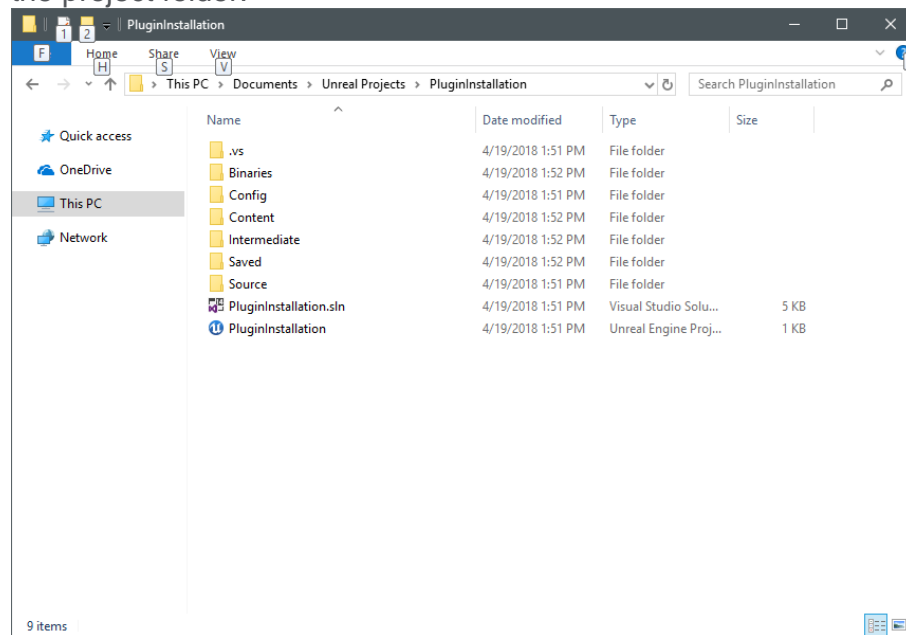 the project folder.
1 2 PluginInstallation
F Home Share View
H S V
This PC > Documents > Unreal Projects > PluginInstallation Search PluginInstallation
Name Date modified Type Size
Quick access
OneDrive
This PC
Network
.vs 4/19/2018 1:51 PM File folder
Binaries 4/19/2018 1:52 PM File folder
Config 4/19/2018 1:51 PM File folder
Content 4/19/2018 1:52 PM File folder
Intermediate 4/19/2018 1:52 PM File folder
Saved 4/19/2018 1:52 PM File folder
Source 4/19/2018 1:51 PM File folder
PluginInstallation.sln 4/19/2018 1:51 PM Visual Studio Solu... 5 KB
PluginInstallation 4/19/2018 1:51 PM Unreal Engine Proj... 1 KB
9 items